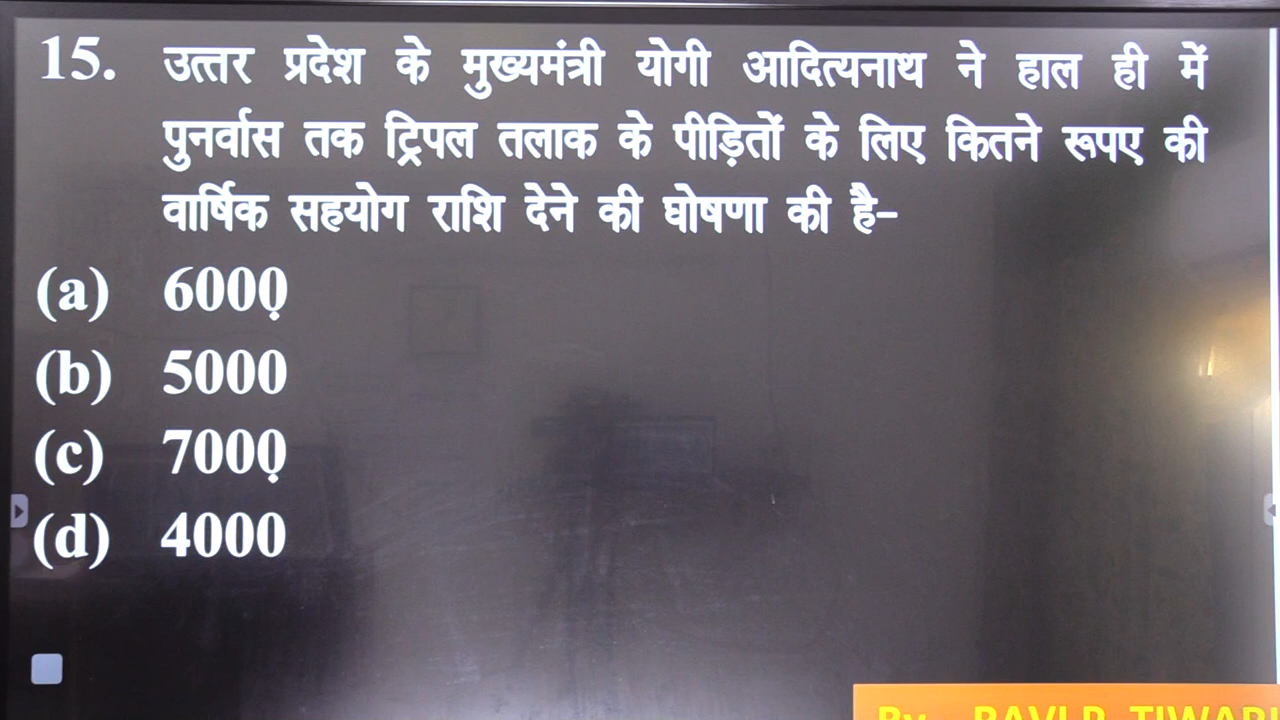 15. उत्तर प्रदेश के मुख्यमंत्री योगी आदित्यनाथ ने हाल ही में
पुनर्वास तक ट्रिपल तलाक के पीड़ितों के लिए कितने रूपए की
वार्षिक सहयोग राशि देने की घोषणा की है–
(a) 6000
(b) 5000
(c) 7000
(d) 4000
By RAVI P. TIWARI